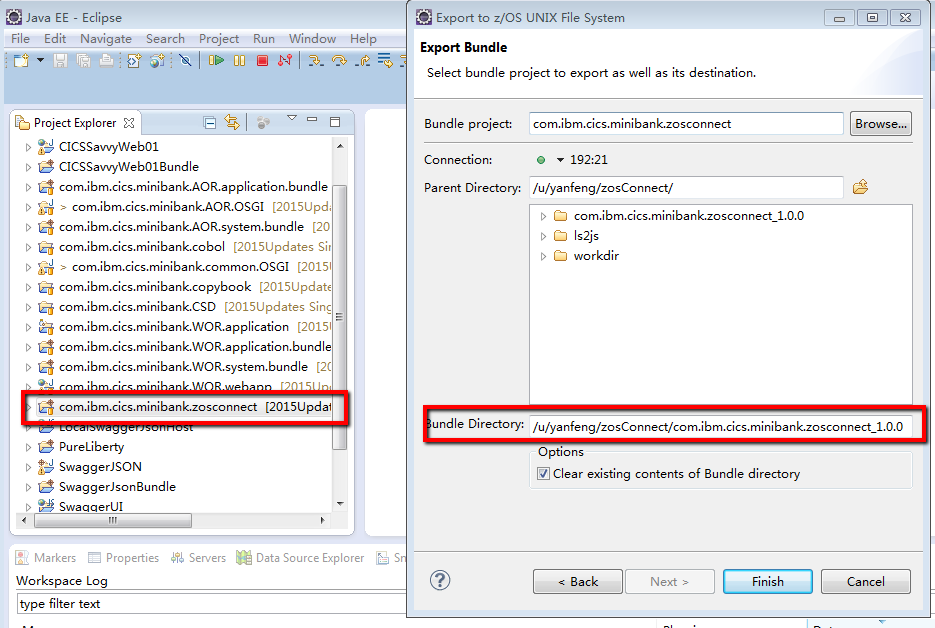 Java EE - Eclipse
File Edit Navigate Search Project Run Window Help
Project Explorer
CICSSavvyWeb01
CICSSavvyWeb01Bundle
com.ibm.cics.minibank.AOR.application.bundle
> com.ibm.cics.minibank.AOR.OSGI [2015Upda
com.ibm.cics.minibank.AOR.system.bundle [20
com.ibm.cics.minibank.cobol [2015Updates Sin
> com.ibm.cics.minibank.common.OSGI [2015U
com.ibm.cics.minibank.copybook [2015Update
com.ibm.cics.minibank.CSD [2015Updates Sing
com.ibm.cics.minibank.WOR.application [2015U
com.ibm.cics.minibank.WOR.application.bundle
com.ibm.cics.minibank.WOR.system.bundle [20
com.ibm.cics.minibank.WOR.webapp [2015Upd
com.ibm.cics.minibank.zosconnect [2015Updat
LocalSwaggerJsonHost
PureLiberty
SwaggerJSON
SwaggerJsonBundle
SwaggerUI
Markers Properties Servers Data Source Explorer Sn
Workspace Log
type filter text
Export to z/OS UNIX File System
Export Bundle
Select bundle project to export as well as its destination.
Bundle project: com.ibm.cics.minibank.zosconnect Browse...
Connection: 192:21
Parent Directory: /u/yanfeng/zosConnect/
com.ibm.cics.minibank.zosconnect_1.0.0
ls2js
workdir
Bundle Directory: /u/yanfeng/zosConnect/com.ibm.cics.minibank.zosconnect_1.0.0
Options
Clear existing contents of Bundle directory
< Back Next > Finish Cancel